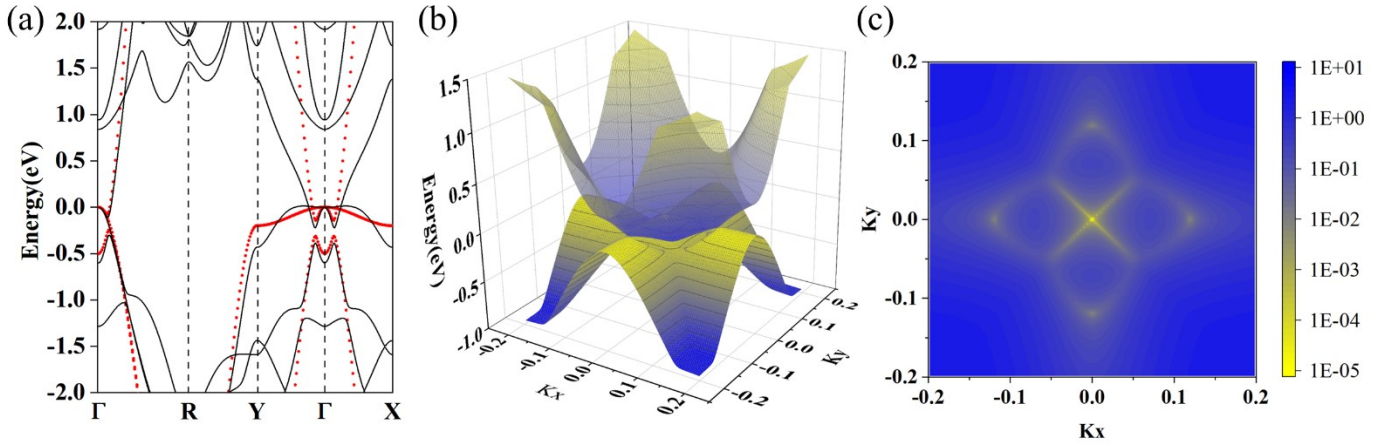 (a)
2.0
1.5
1.0
0.5
0.0
-0.5
-1.0
-1.5
-2.0
Energy(eV)
Γ R Y Γ X
(b)
1.5
1.0
0.5
0.0
-0.5
-1.0
Energy(eV)
-0.2
-0.1
0.0
0.1
0.2
Kx
-0.2
-0.1
0.0
0.1
0.2
Ky
(c)
0.2
0.1
0.0
-0.1
-0.2
Ky
-0.2 -0.1 0.0 0.1 0.2
Kx
1E+01
1E+00
1E-01
1E-02
1E-03
1E-04
1E-05